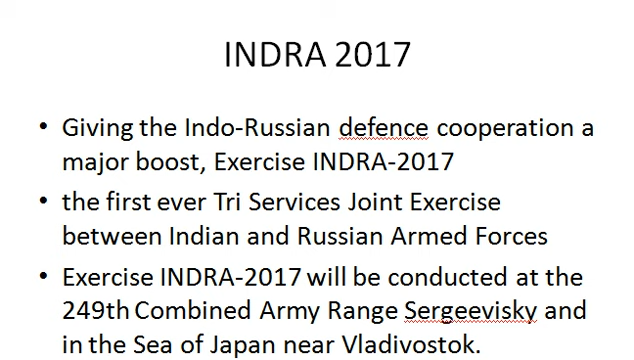 INDRA 2017
• Giving the Indo-Russian defence cooperation a
major boost, Exercise INDRA-2017
• the first ever Tri Services Joint Exercise
between Indian and Russian Armed Forces
• Exercise INDRA-2017 will be conducted at the
249th Combined Army Range Sergeevisky and
in the Sea of Japan near Vladivostok.